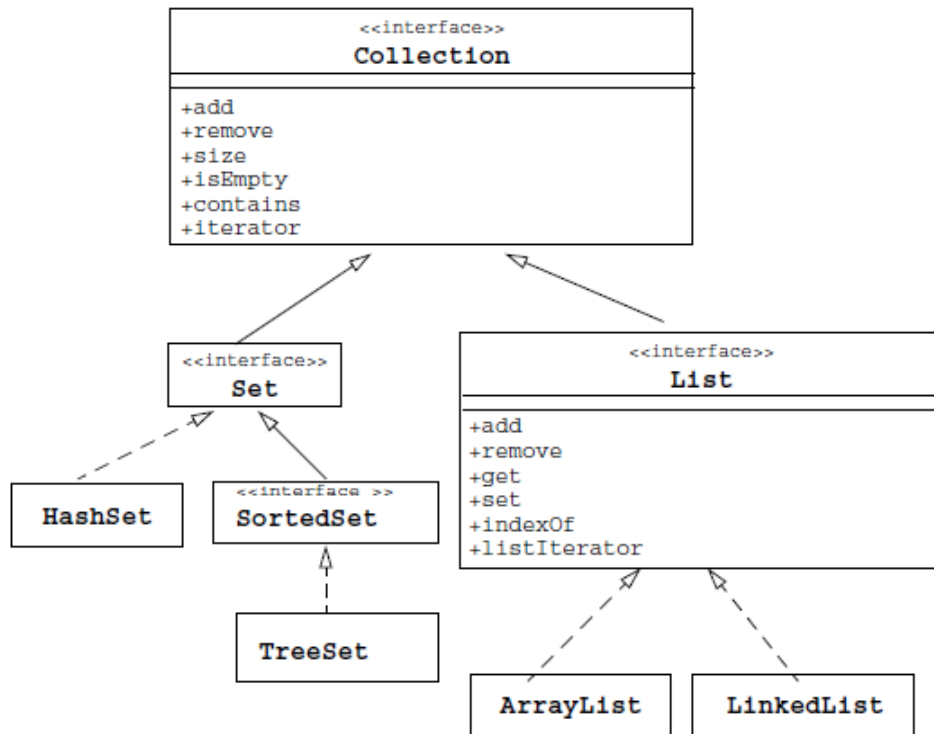 <<interface>>
Collection
+add
+remove
+size
+isEmpty
+contains
+iterator
<<interface>>
Set
<<interface>>
List
+add
+remove
+get
+set
+indexOf
+listIterator
HashSet
<<interface >>
SortedSet
TreeSet
ArrayList
LinkedList